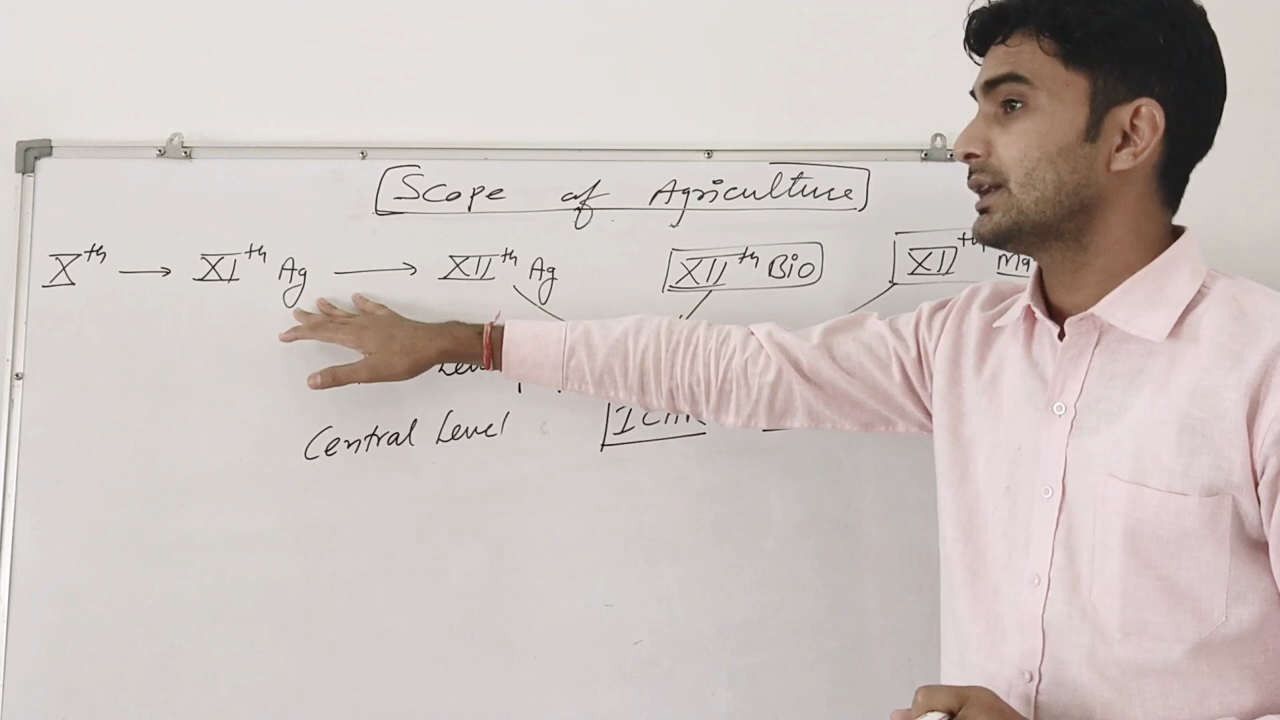 Scope of Agriculture
Xth → XIth Ag → XIIth Ag XIIth Bio XIIth
Central Level